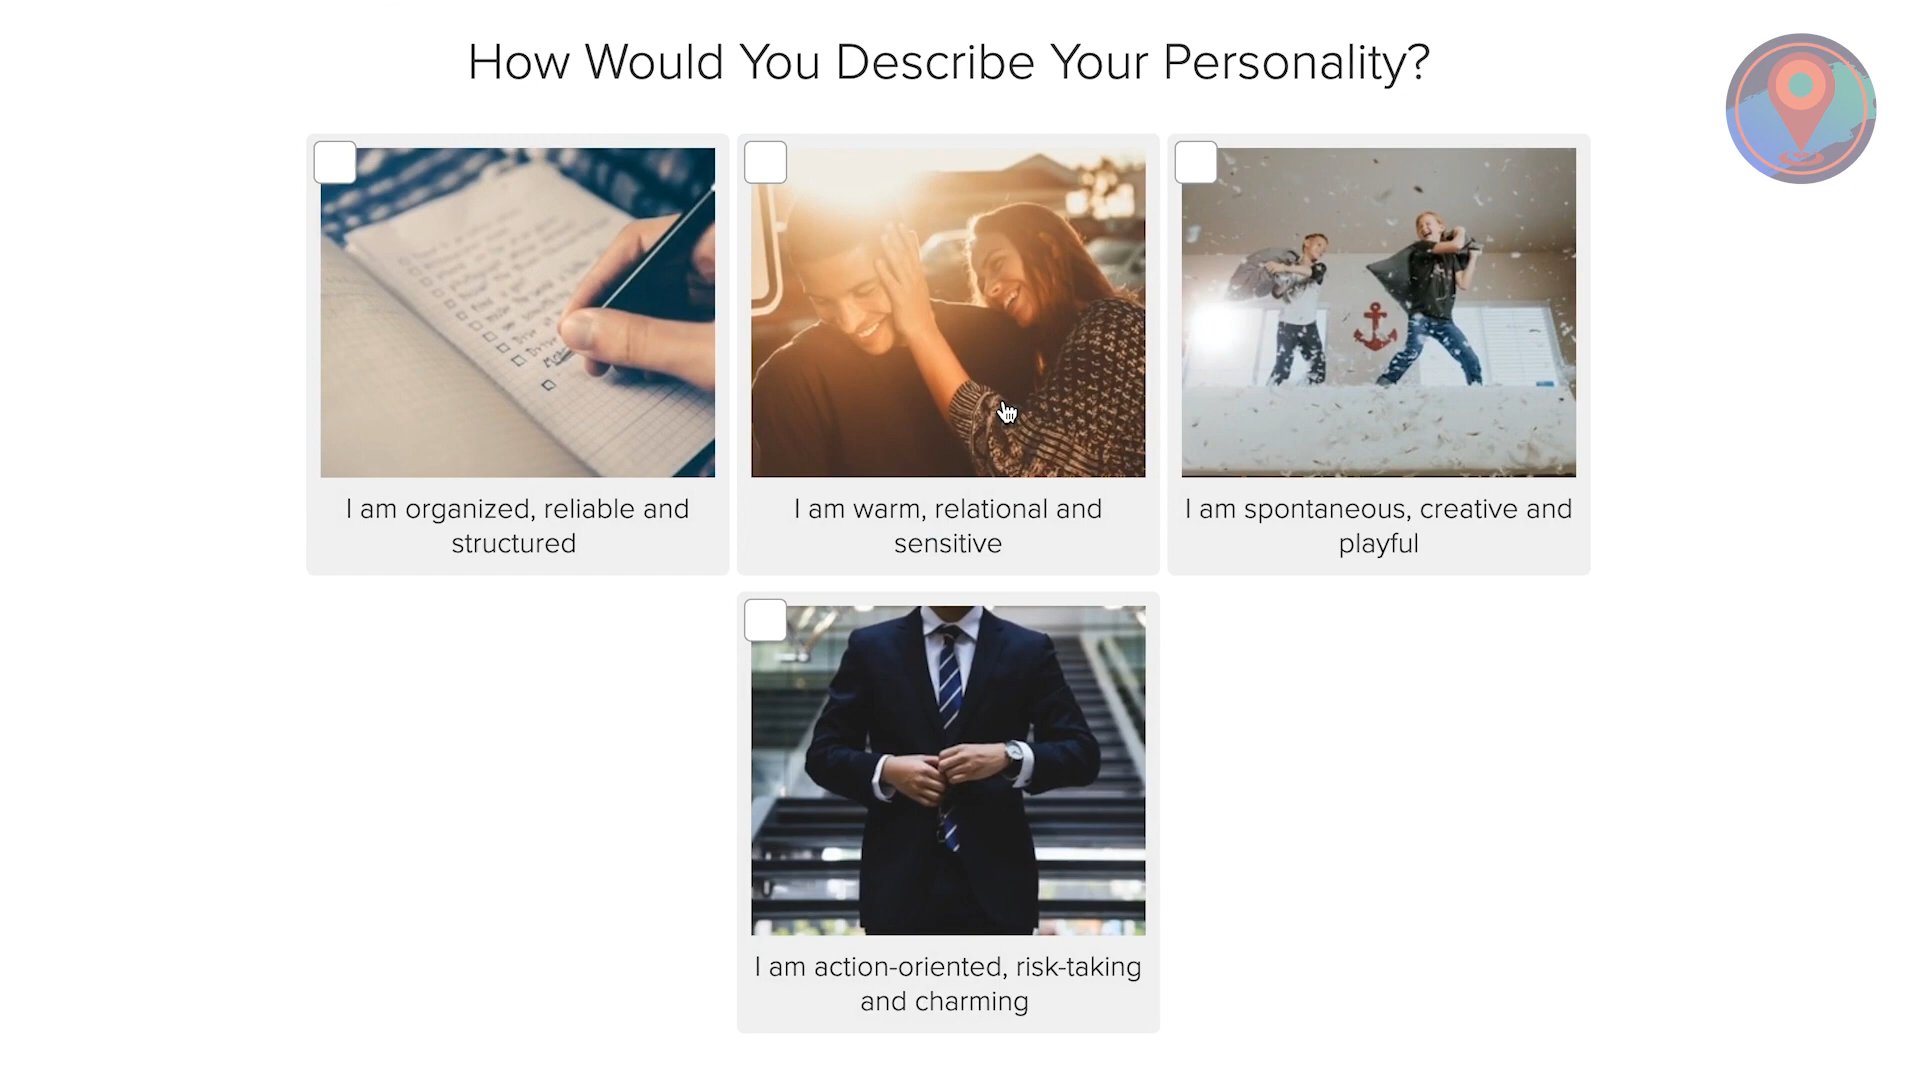 How Would You Describe Your Personality?
I am organized, reliable and
structured
I am warm, relational and
sensitive
I am spontaneous, creative and
playful
I am action-oriented, risk-taking
and charming